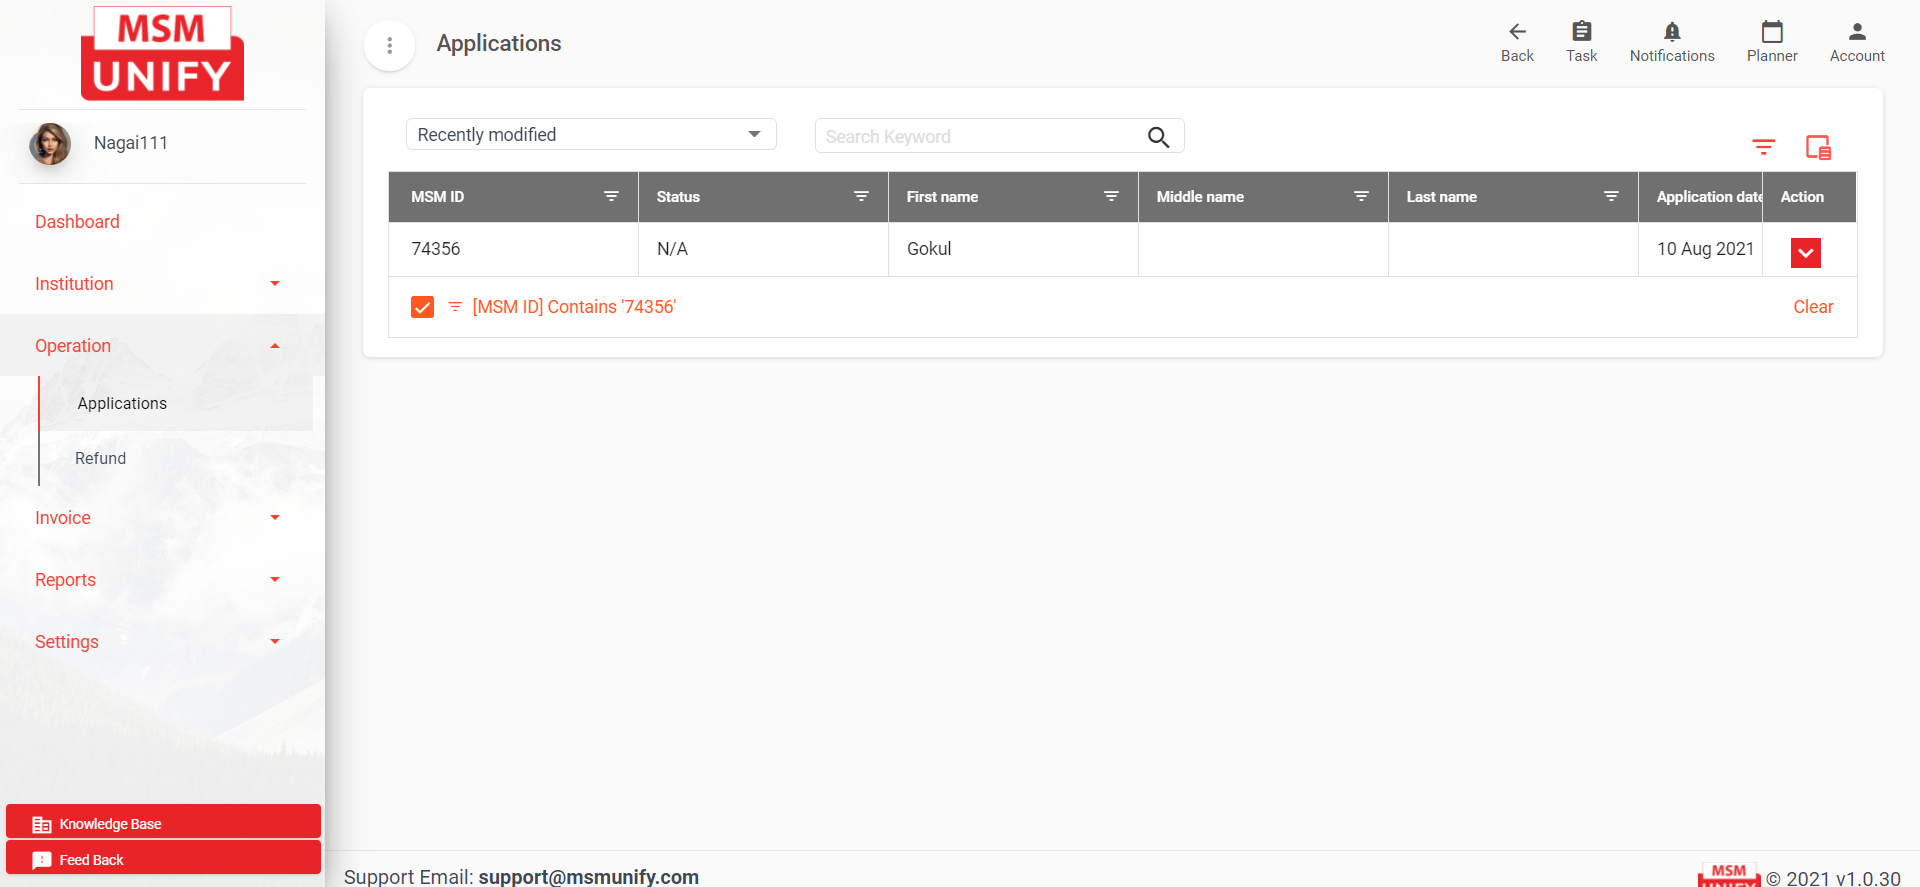 MSM
UNIFY
Nagai111
Dashboard
Institution
Operation
Applications
Refund
Invoice
Reports
Settings
Knowledge Base
Feed Back
Applications
Back
Task
Notifications
Planner
Account
Recently modified
Search Keyword
MSM ID Status First name Middle name Last name Application date Action
74356 N/A Gokul 10 Aug 2021
[MSM ID] Contains '74356' Clear
Support Email: support@msmunify.com
MSM
UNIFY
© 2021 v1.0.30